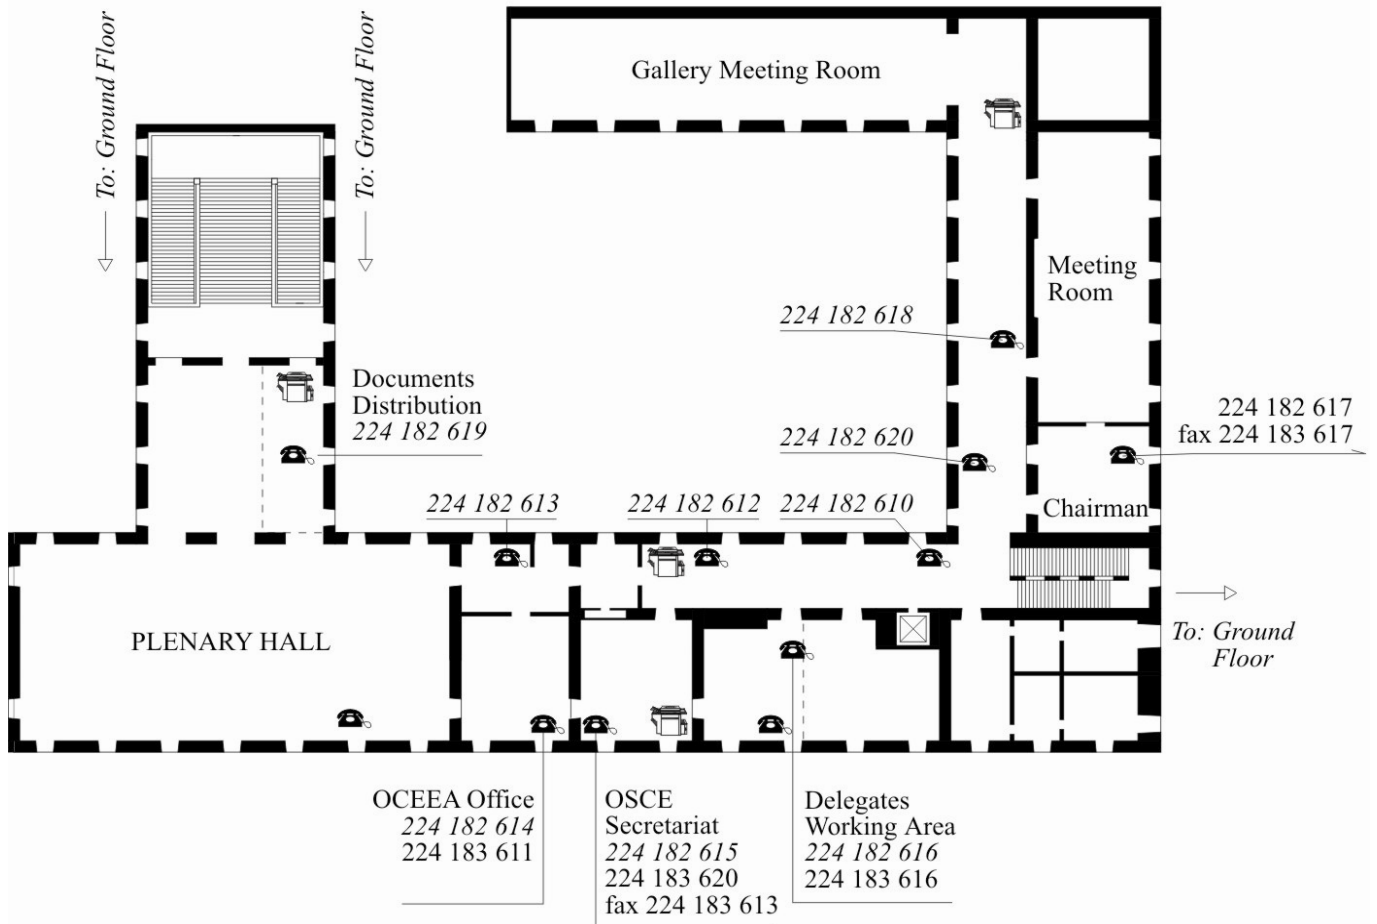 To: Ground Floor
To: Ground Floor
Gallery Meeting Room
Meeting
Room
224 182 618
Documents
Distribution
224 182 619
224 182 617
fax 224 183 617
224 182 620
224 182 613
224 182 612
224 182 610
Chairman
PLENARY HALL
To: Ground
Floor
OCEEA Office
224 182 614
224 183 611
OSCE
Secretariat
224 182 615
224 183 620
fax 224 183 613
Delegates
Working Area
224 182 616
224 183 616